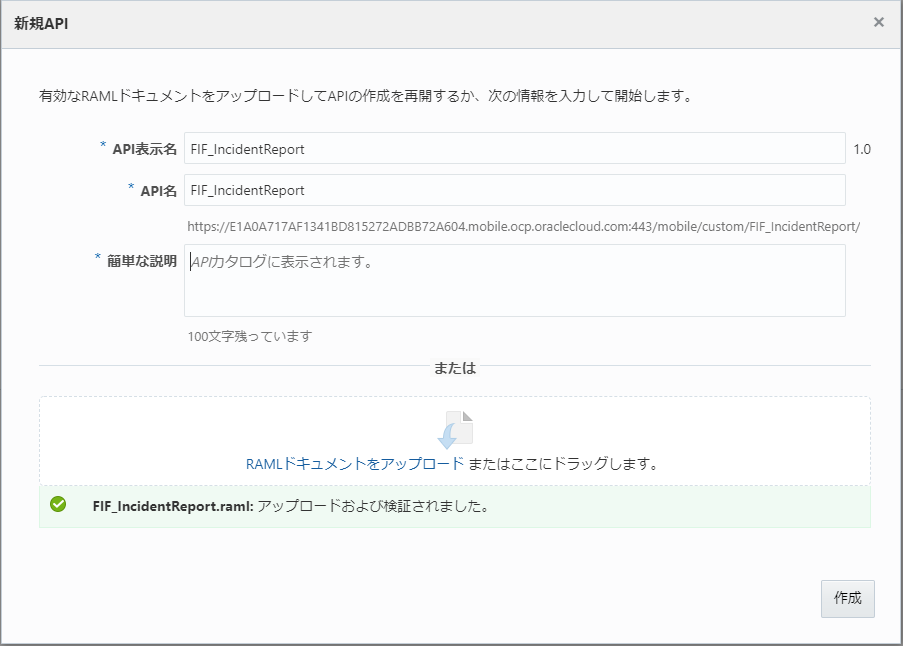 新規API ×
有効なRAMLドキュメントをアップロードしてAPIの作成を再開するか、次の情報を入力して開始します。
* API表示名 FIF_IncidentReport 1.0
* API名 FIF_IncidentReport
https://E1A0A717AF1341BD815272ADBB72A604.mobile.ocp.oraclecloud.com:443/mobile/custom/FIF_IncidentReport/
* 簡単な説明 APIカタログに表示されます。
100文字残っています
または
RAMLドキュメントをアップロード またはここにドラッグします。
FIF_IncidentReport.raml: アップロードおよび検証されました。
作成